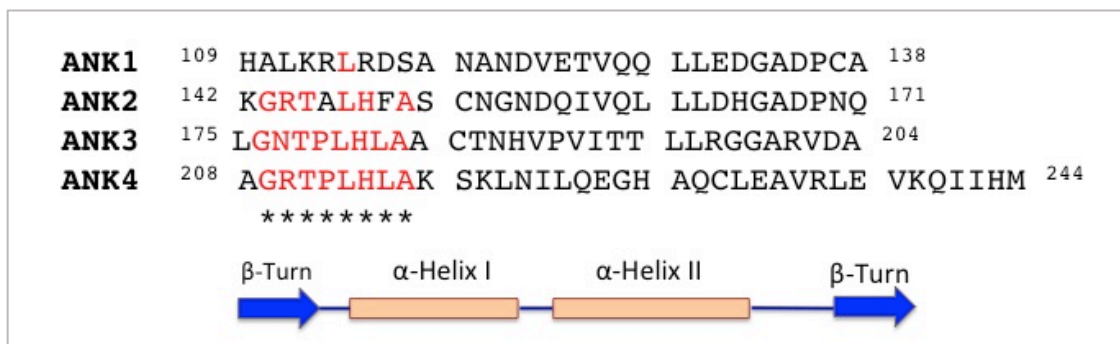 ANK1 109 HALKRLRDSA NANDVETVQQ LLEDGADPCA 138
ANK2 142 KGRTALHFAS CNGNDQIVQL LLDHGADPNQ 171
ANK3 175 LGNTPLHLAA CTNHVPVITT LLRGGARVDA 204
ANK4 208 AGRTPLHLAK SKLNILQEGH AQCLEAVRLE VKQIIHM 244
********
β-Turn α-Helix I α-Helix II β-Turn